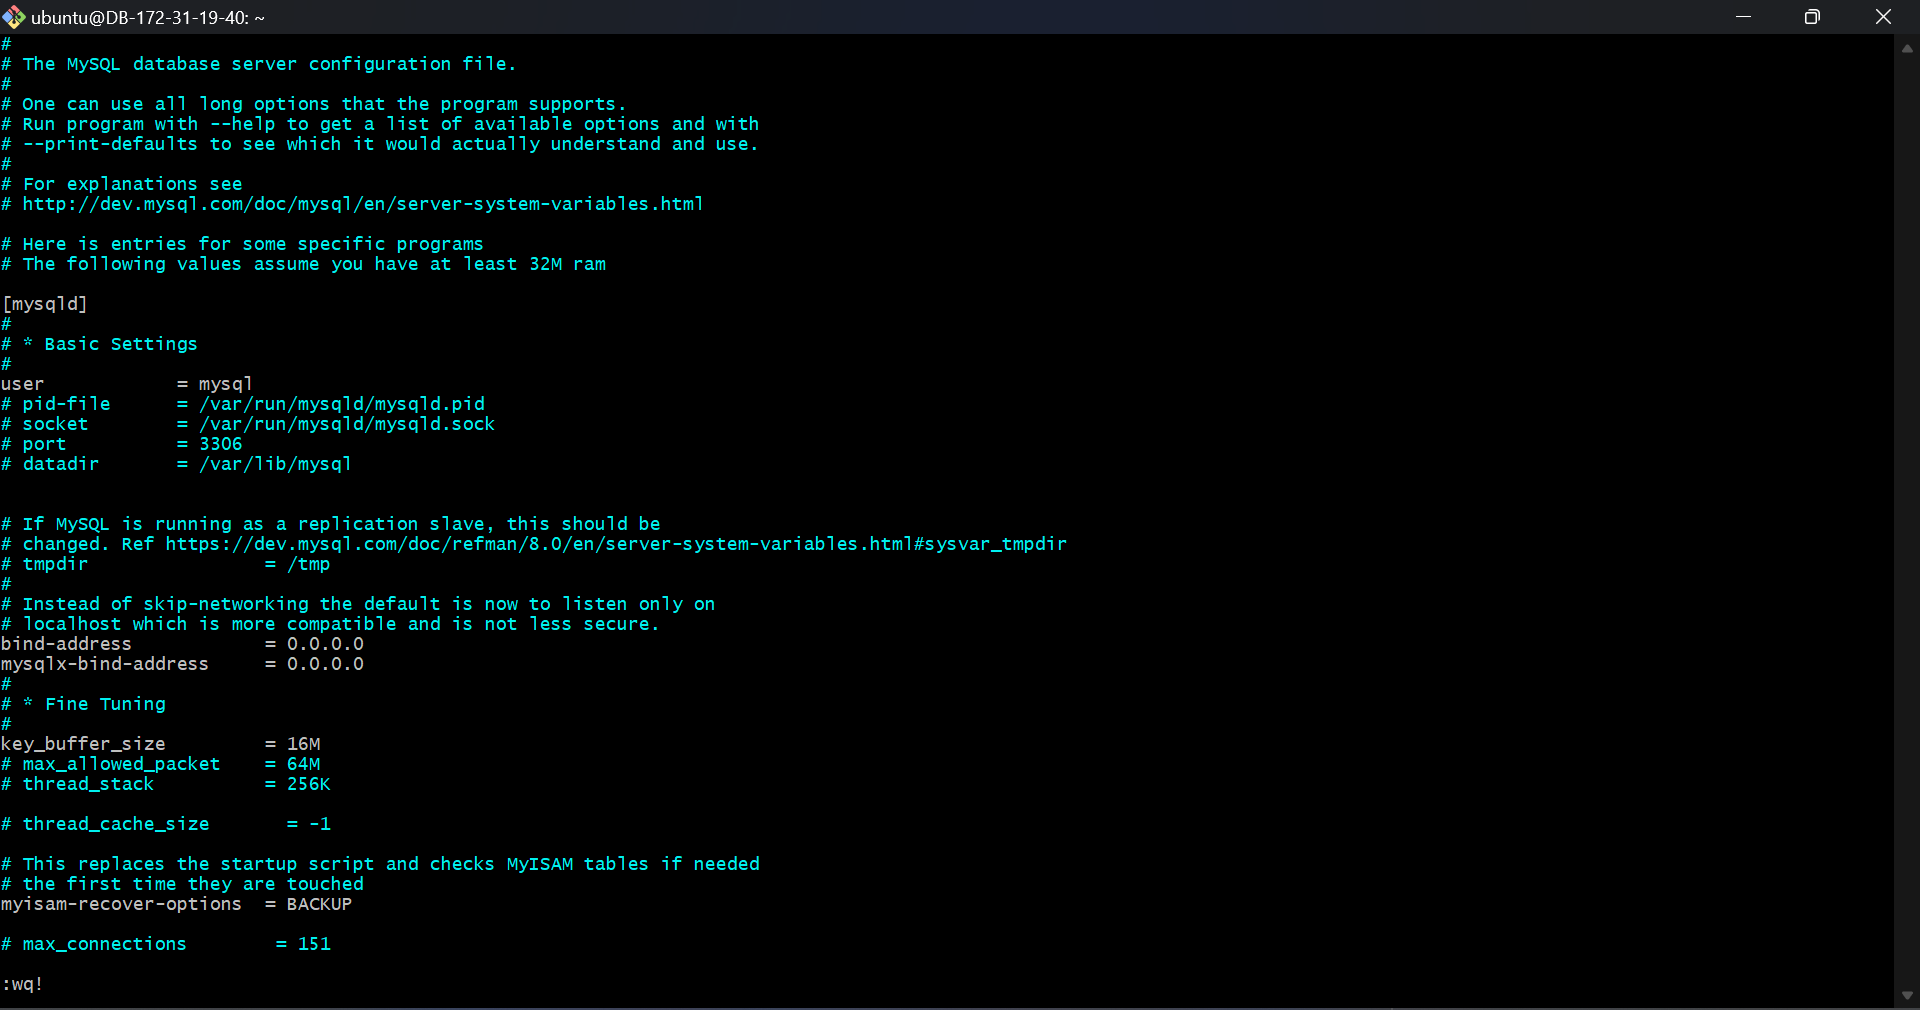 ubuntu@DB-172-31-19-40: ~
#
# The MySQL database server configuration file.
#
# One can use all long options that the program supports.
# Run program with --help to get a list of available options and with
# --print-defaults to see which it would actually understand and use.
#
# For explanations see
# http://dev.mysql.com/doc/mysql/en/server-system-variables.html
# Here is entries for some specific programs
# The following values assume you have at least 32M ram
[mysqld]
#
# * Basic Settings
#
user            = mysql
# pid-file      = /var/run/mysqld/mysqld.pid
# socket        = /var/run/mysqld/mysqld.sock
# port          = 3306
# datadir       = /var/lib/mysql
# If MySQL is running as a replication slave, this should be
# changed. Ref https://dev.mysql.com/doc/refman/8.0/en/server-system-variables.html#sysvar_tmpdir
# tmpdir                = /tmp
#
# Instead of skip-networking the default is now to listen only on
# localhost which is more compatible and is not less secure.
bind-address            = 0.0.0.0
mysqlx-bind-address     = 0.0.0.0
#
# * Fine Tuning
#
key_buffer_size         = 16M
# max_allowed_packet    = 64M
# thread_stack          = 256K
# thread_cache_size       = -1
# This replaces the startup script and checks MyISAM tables if needed
# the first time they are touched
myisam-recover-options  = BACKUP
# max_connections        = 151
:wq!